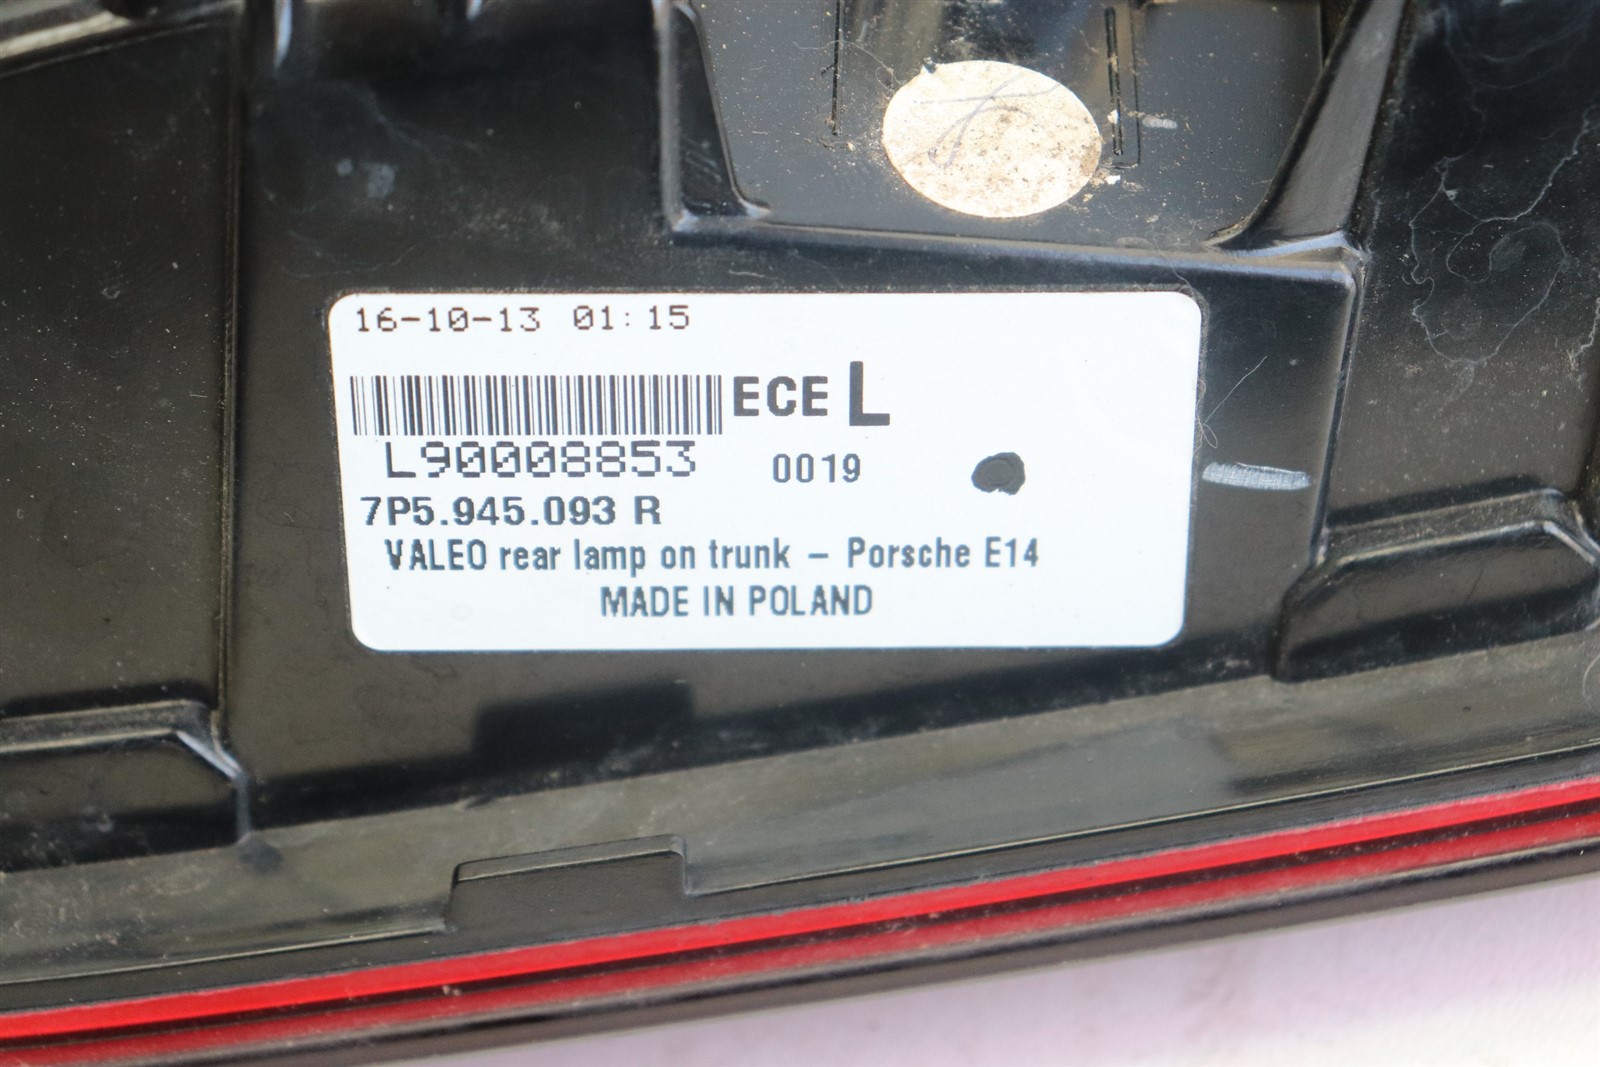 16-10-13 01:15
ECE L
L90008853 0019
7P5.945.093 R
VALEO rear lamp on trunk – Porsche E14
MADE IN POLAND